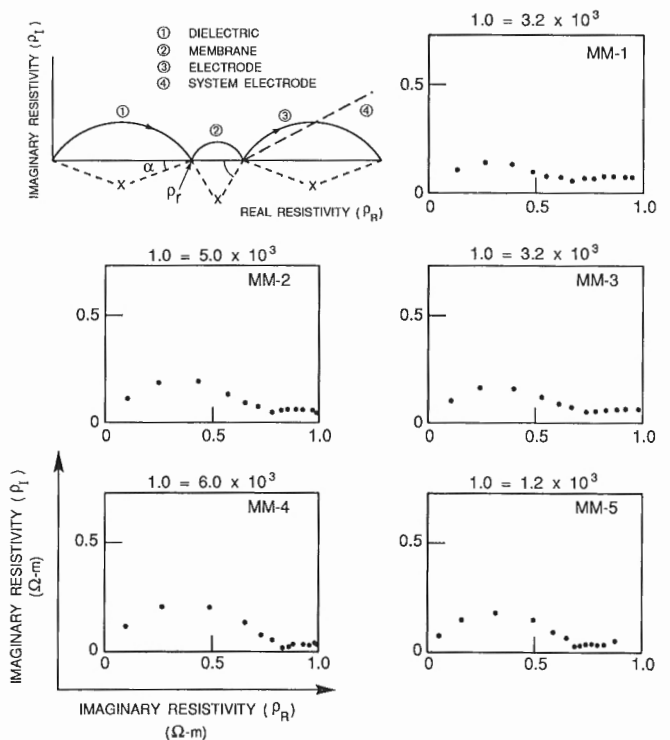 ① DIELECTRIC
② MEMBRANE
③ ELECTRODE
④ SYSTEM ELECTRODE
IMAGINARY RESISTIVITY (ρI)
①
②
③
④
α
ρr
X
X
X
REAL RESISTIVITY (ρR)
1.0 = 3.2 x 10³
MM-1
0.5
0
0
0.5
1.0
1.0 = 5.0 x 10³
MM-2
0.5
0
0
0.5
1.0
1.0 = 3.2 x 10³
MM-3
0.5
0
0
0.5
1.0
1.0 = 6.0 x 10³
MM-4
0.5
0
0
0.5
1.0
1.0 = 1.2 x 10³
MM-5
0.5
0
0
0.5
1.0
IMAGINARY RESISTIVITY (ρI)
(Ω-m)
IMAGINARY RESISTIVITY (ρR)
(Ω-m)